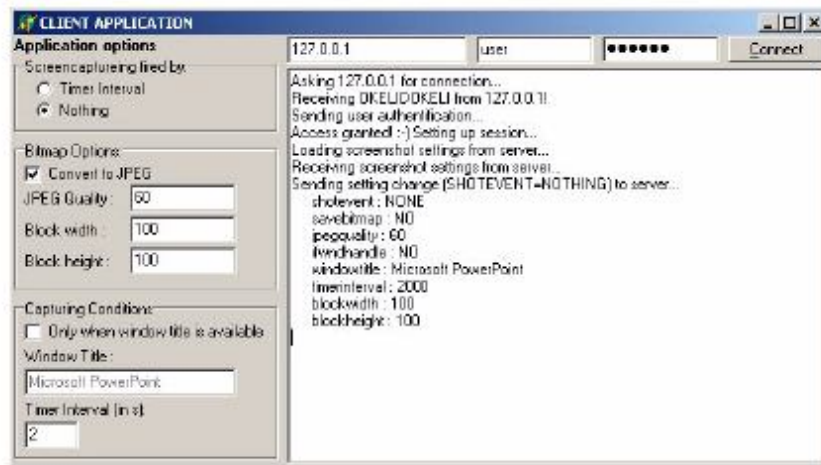 CLIENT APPLICATION
Application options
127.0.0.1
user
Connect
Screencaptureing fired by:
Timer Interval
Nothing
Bitmap Options:
Convert to JPEG
JPEG Quality :
60
Block width :
100
Block height :
100
Capturing Conditions
Only when window title is available
Window Title :
Microsoft PowerPoint
Timer Interval (in s):
2
Asking 127.0.0.1 for connection...
Receiving OKELIDOKELI from 127.0.0.1!
Sending user authentification...
Access granted! :-) Setting up session...
Loading screenshot settings from server...
Receiving screenshot settings from server...
Sending setting change (SHOTEVENT=NOTHING) to server...
shotevent : NONE
savebitmap : NO
jpegquality : 60
ifwndhandle : NO
windowtitle : Microsoft PowerPoint
timerinterval : 2000
blockwidth : 100
blockheight : 100